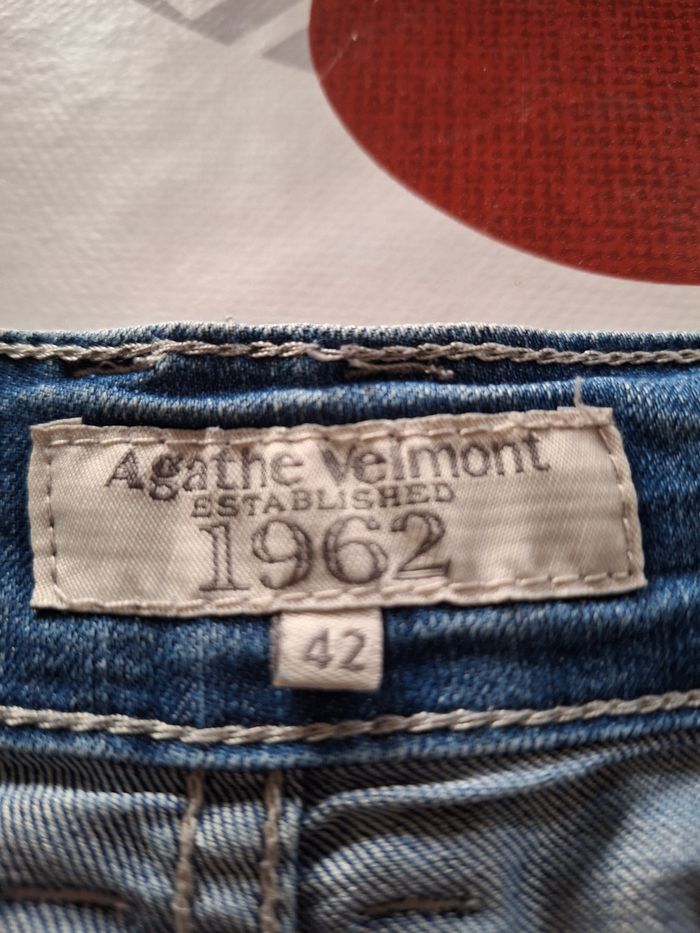 Agathe Velmont
ESTABLISHED
1962
42